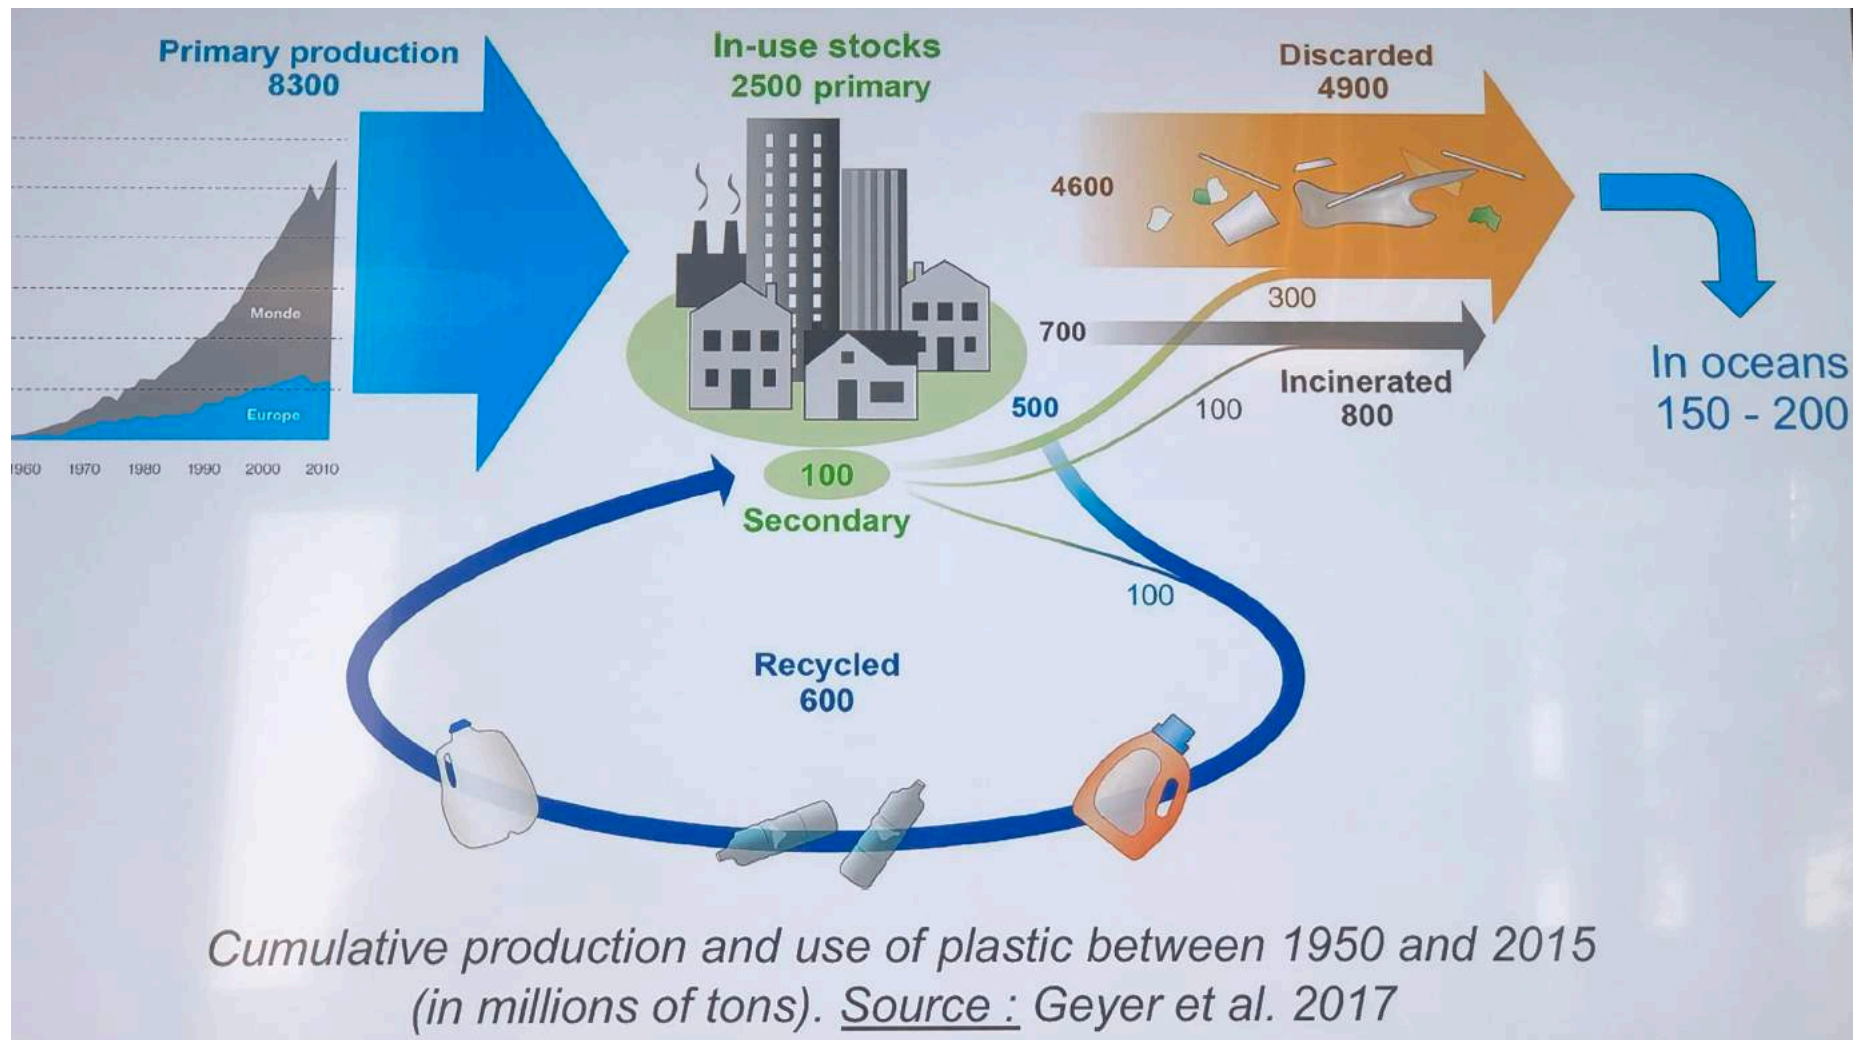 Primary production
8300
In-use stocks
2500 primary
Discarded
4900
4600
300
700
Monde
Europe
1960 1970 1980 1990 2000 2010
500
100
Incinerated
800
In oceans
150 - 200
100
Secondary
100
Recycled
600
Cumulative production and use of plastic between 1950 and 2015
(in millions of tons). Source : Geyer et al. 2017